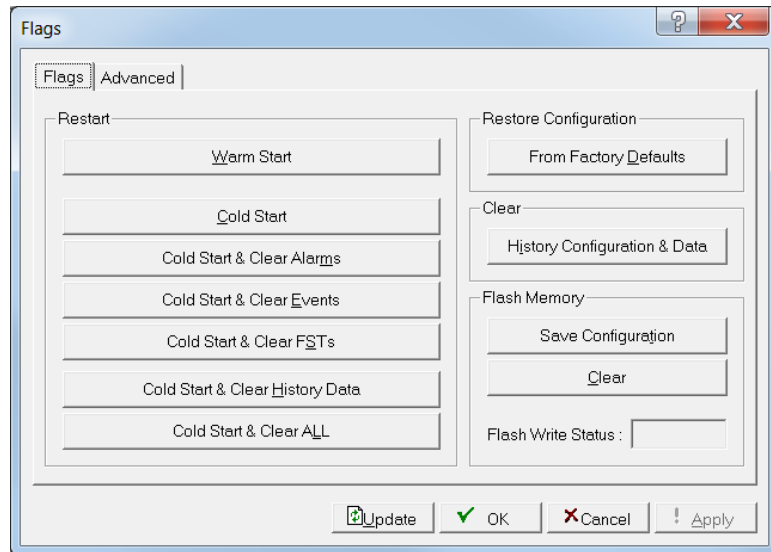 Flags
Flags
Advanced
Restart
Warm Start
Cold Start
Cold Start & Clear Alarms
Cold Start & Clear Events
Cold Start & Clear FSTs
Cold Start & Clear History Data
Cold Start & Clear ALL
Restore Configuration
From Factory Defaults
Clear
History Configuration & Data
Flash Memory
Save Configuration
Clear
Flash Write Status :
Update
OK
Cancel
! Apply